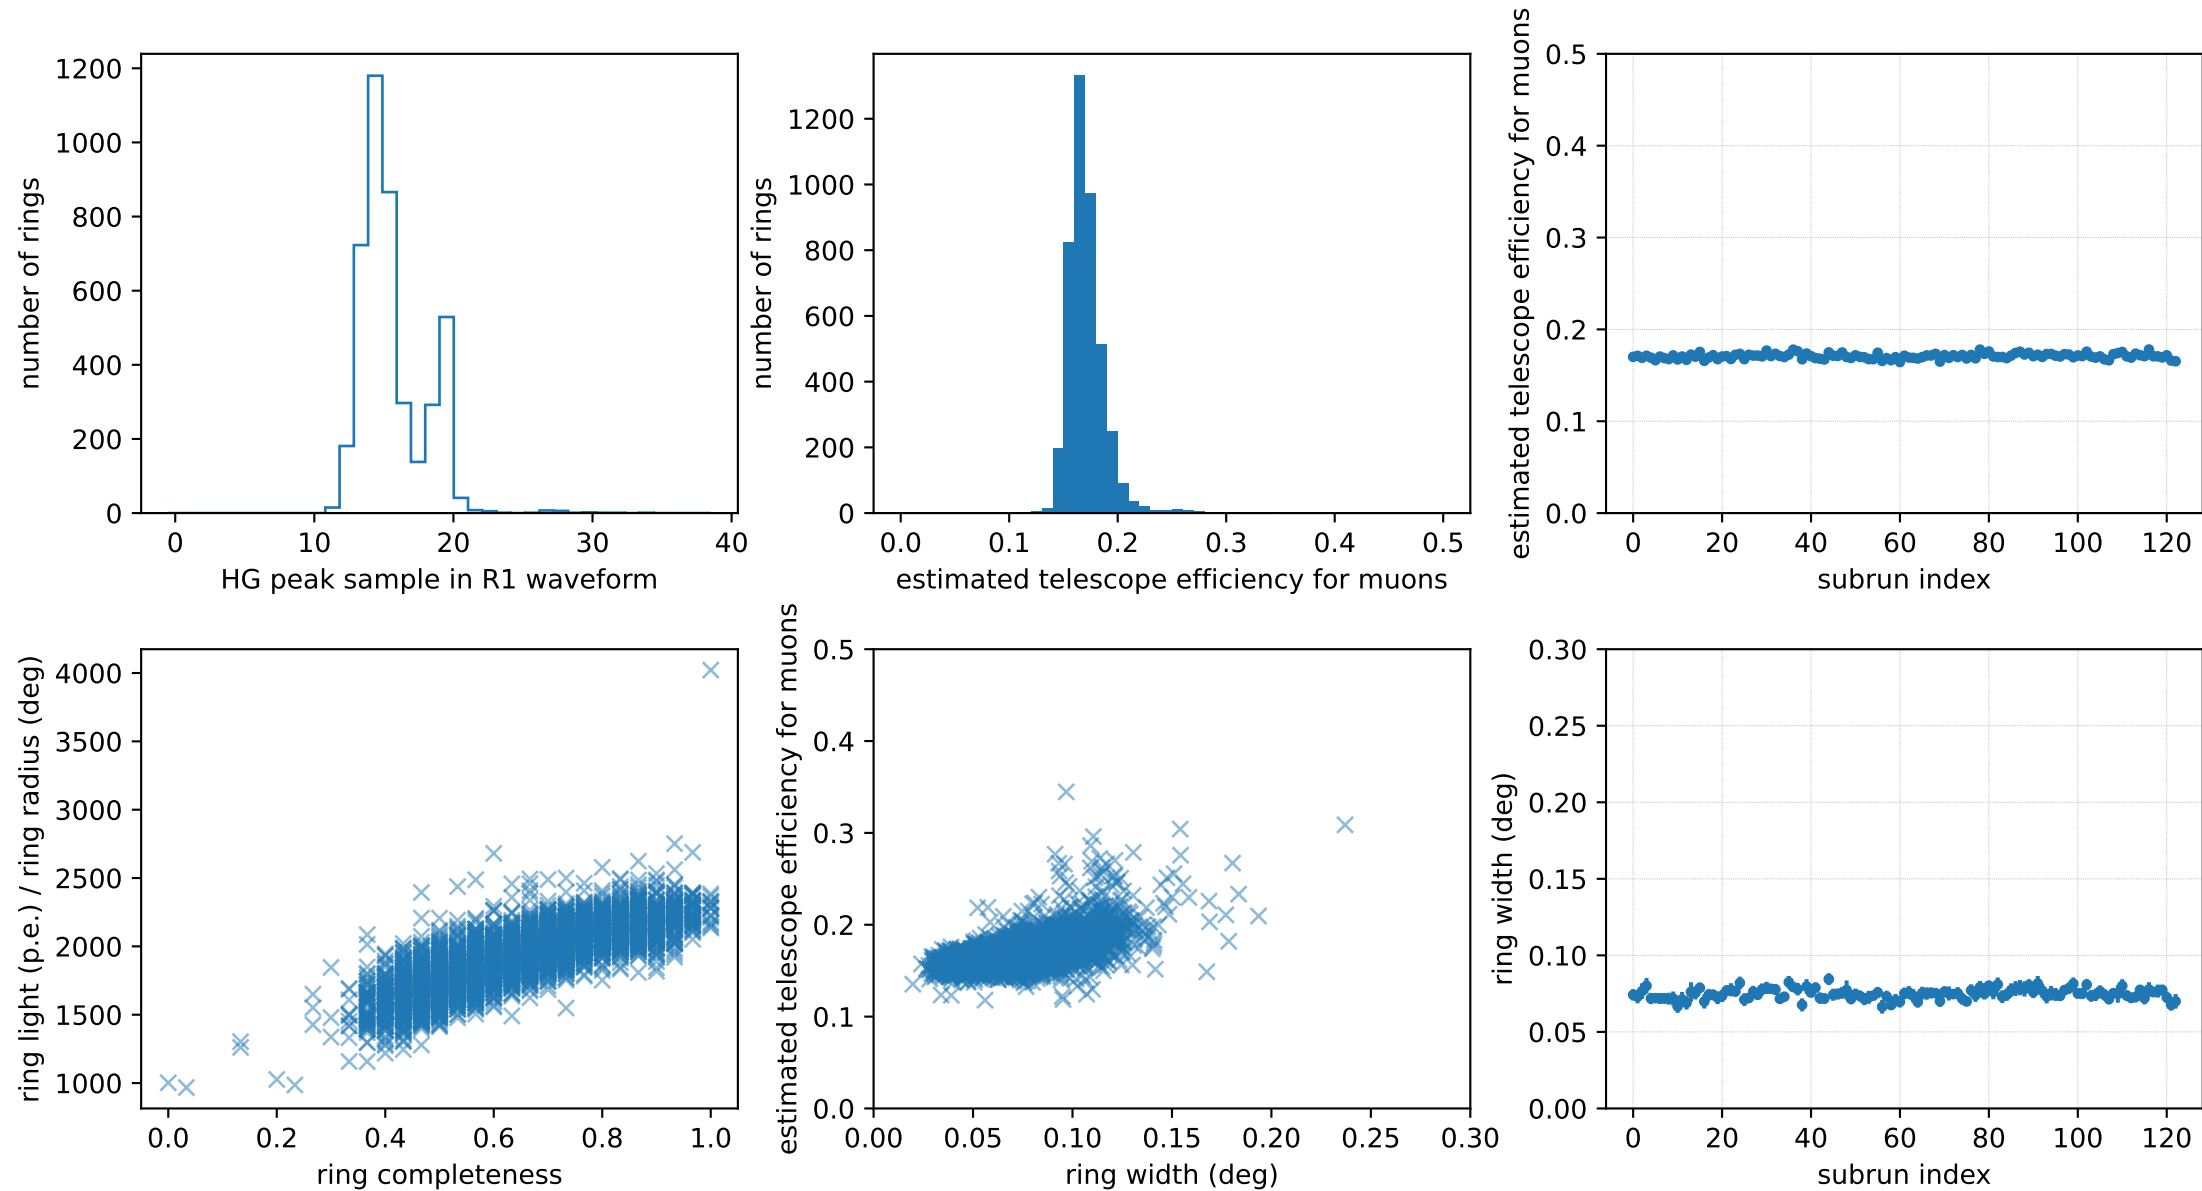 number of rings
1200
1000
800
600
400
200
0
0 10 20 30 40
HG peak sample in R1 waveform
number of rings
1200
1000
800
600
400
200
0
0.0 0.1 0.2 0.3 0.4 0.5
estimated telescope efficiency for muons
estimated telescope efficiency for muons
0.5
0.4
0.3
0.2
0.1
0.0
0 20 40 60 80 100 120
subrun index
ring light (p.e.) / ring radius (deg)
4000
3500
3000
2500
2000
1500
1000
0.0 0.2 0.4 0.6 0.8 1.0
ring completeness
estimated telescope efficiency for muons
0.5
0.4
0.3
0.2
0.1
0.0
0.00 0.05 0.10 0.15 0.20 0.25 0.30
ring width (deg)
ring width (deg)
0.30
0.25
0.20
0.15
0.10
0.05
0.00
0 20 40 60 80 100 120
subrun index